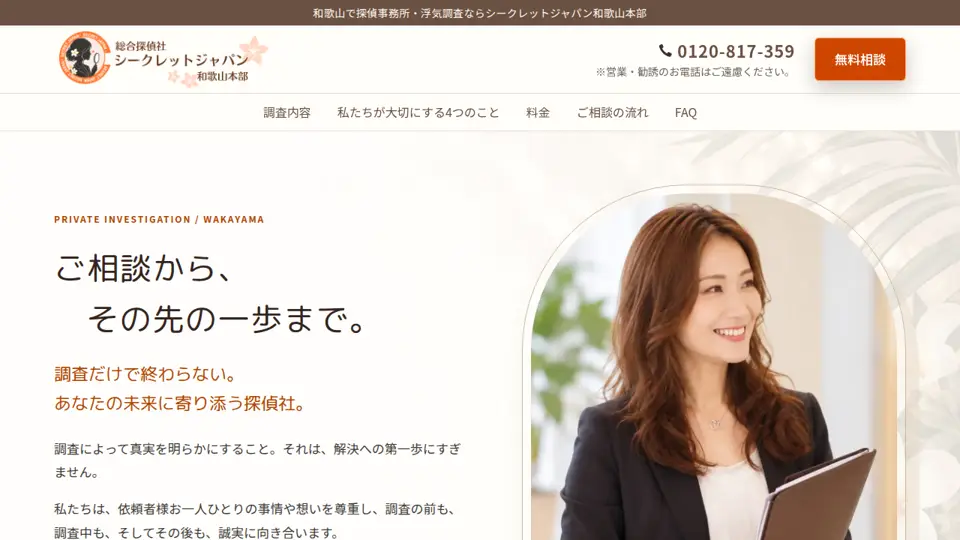 和歌山で探偵事務所・浮気調査ならシークレットジャパン和歌山本部
総合探偵社
シークレットジャパン
和歌山本部
0120-817-359
※営業・勧誘のお電話はご遠慮ください。
無料相談
調査内容
私たちが大切にする4つのこと
料金
ご相談の流れ
FAQ
PRIVATE INVESTIGATION / WAKAYAMA
ご相談から、
その先の一歩まで。
調査だけで終わらない。
あなたの未来に寄り添う探偵社。
調査によって真実を明らかにすること。それは、解決への第一歩にすぎ
ません。
私たちは、依頼者様お一人ひとりの事情や想いを尊重し、調査の前も、
調査中も、そしてその後も、誠実に向き合います。